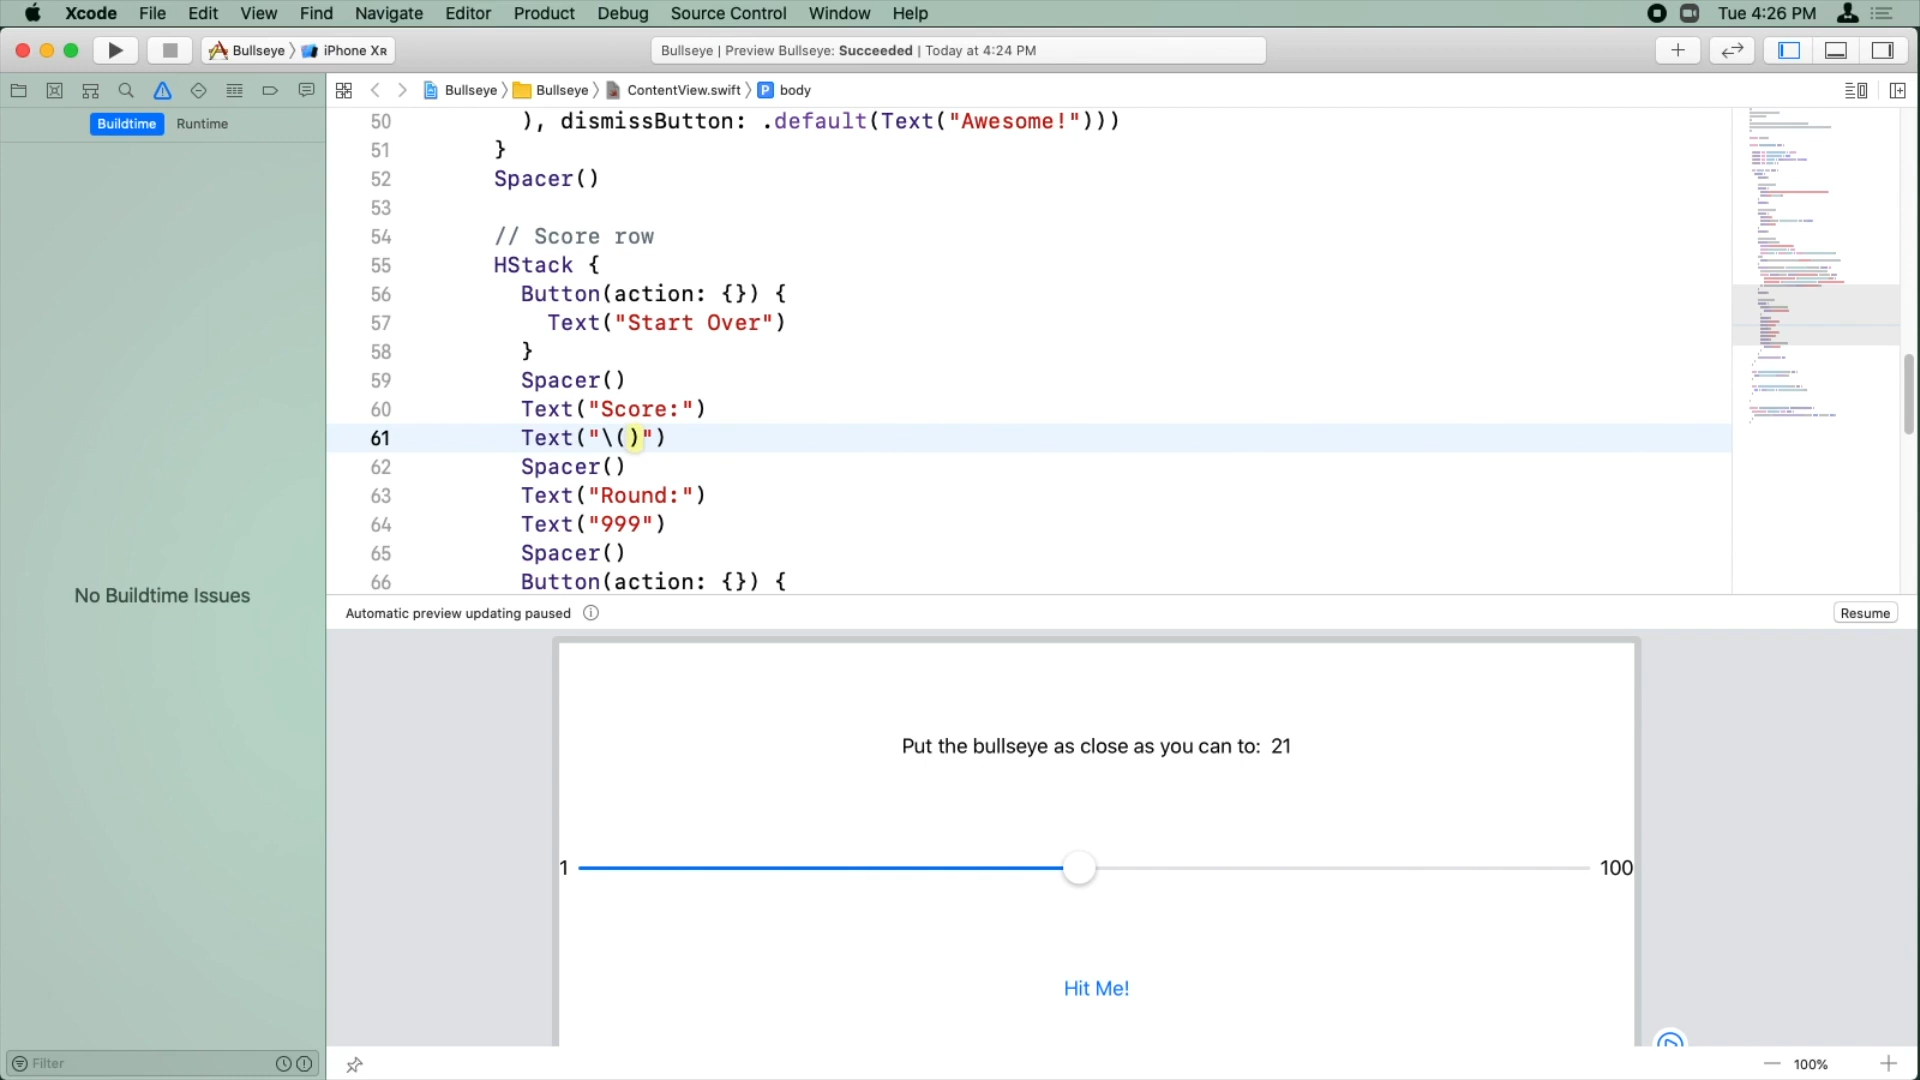 Xcode File Edit View Find Navigate Editor Product Debug Source Control Window Help Tue 4:26 PM
Bullseye iPhone XR Bullseye | Preview Bullseye: Succeeded | Today at 4:24 PM
Bullseye Bullseye ContentView.swift P body
Buildtime Runtime
50 ), dismissButton: .default(Text("Awesome!")))
51 }
52 Spacer()
53
54 // Score row
55 HStack {
56 Button(action: {}) {
57 Text("Start Over")
58 }
59 Spacer()
60 Text("Score:")
61 Text("\()")
62 Spacer()
63 Text("Round:")
64 Text("999")
65 Spacer()
66 Button(action: {}) {
No Buildtime Issues
Automatic preview updating paused Resume
Put the bullseye as close as you can to: 21
1 100
Hit Me!
Filter 100%